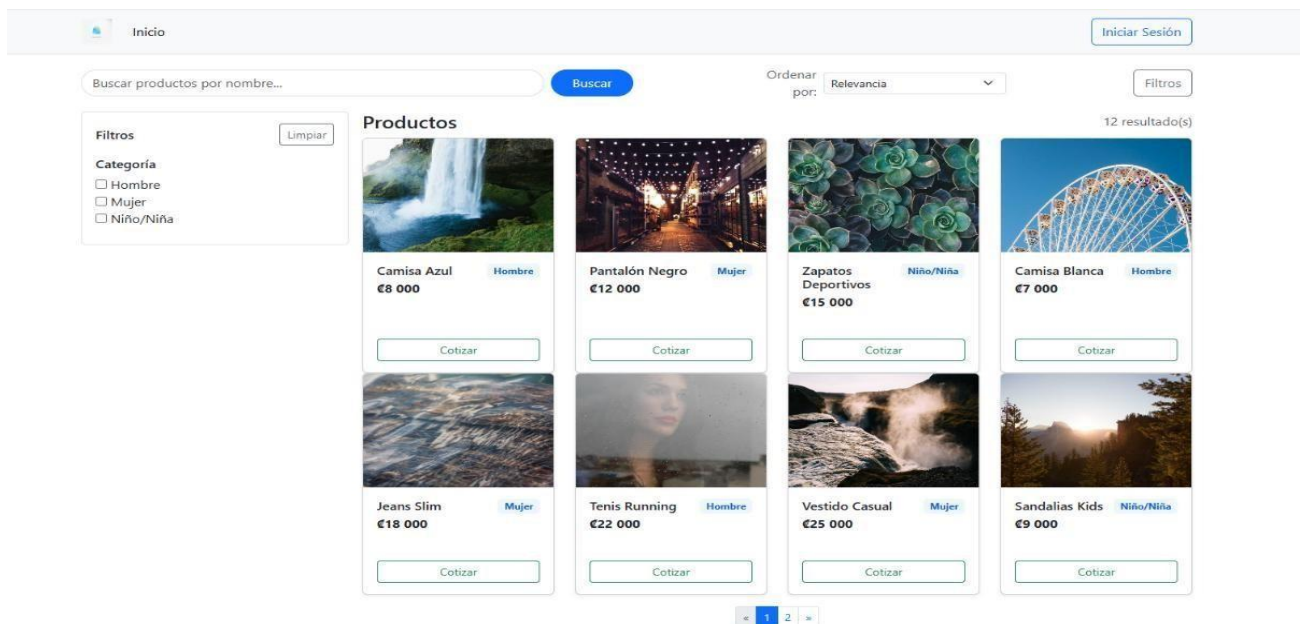 Inicio
Iniciar Sesión
Buscar productos por nombre...
Buscar
Ordenar
por:
Relevancia
Filtros
Filtros
Limpiar
Categoría
Hombre
Mujer
Niño/Niña
Productos
12 resultado(s)
Camisa Azul
Hombre
₡8 000
Cotizar
Pantalón Negro
Mujer
₡12 000
Cotizar
Zapatos
Deportivos
Niño/Niña
₡15 000
Cotizar
Camisa Blanca
Hombre
₡7 000
Cotizar
Jeans Slim
Mujer
₡18 000
Cotizar
Tenis Running
Hombre
₡22 000
Cotizar
Vestido Casual
Mujer
₡25 000
Cotizar
Sandalias Kids
Niño/Niña
₡9 000
Cotizar
« 1 2 »